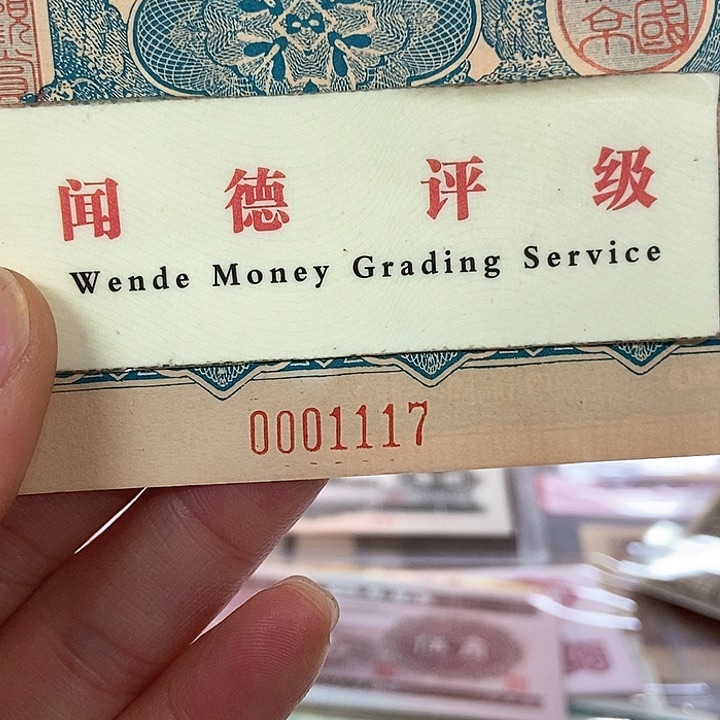 闻德评级
Wende Money Grading Service
0001117